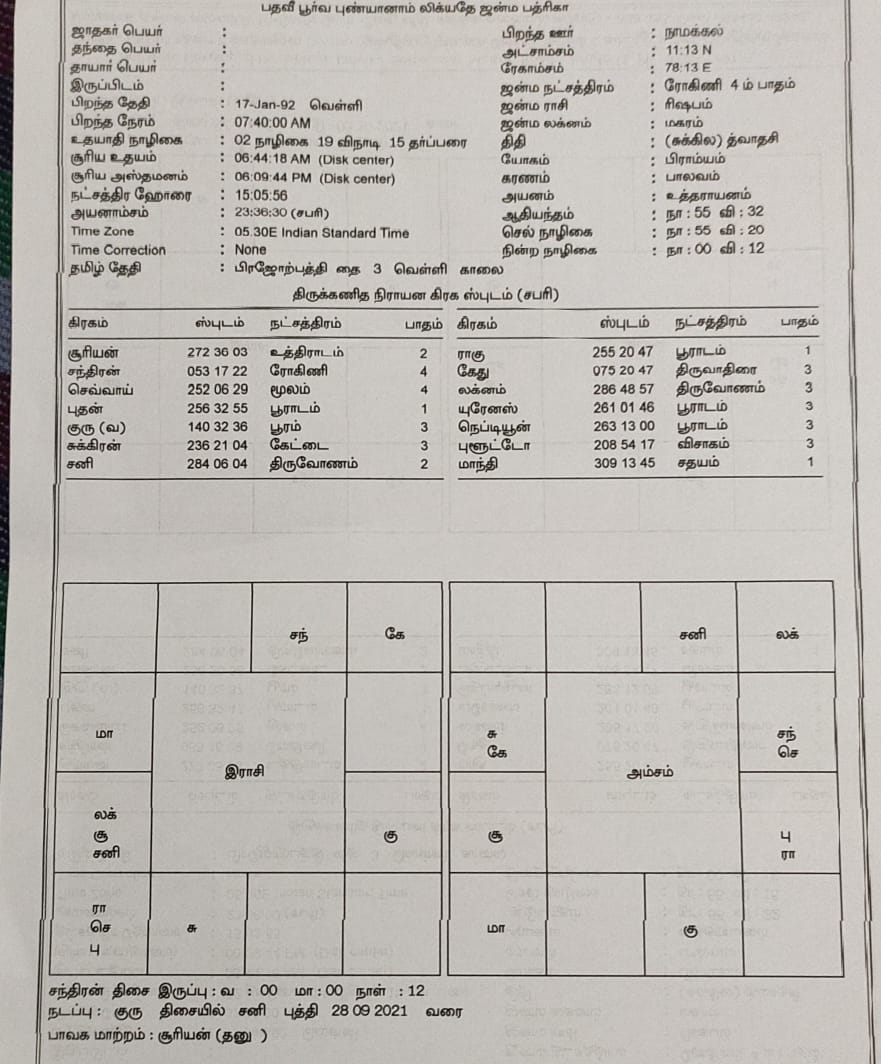 பதவீ பூர்வ புண்யானாம் லிக்யதே ஜன்ம பத்ரிகா
ஜாதகர் பெயர் : பிறந்த ஊர் : நாமக்கல்
தந்தை பெயர் : அட்சாம்சம் : 11:13 N
தாயார் பெயர் : ரேகாம்சம் : 78:13 E
இருப்பிடம் : ஜன்ம நட்சத்திரம் : ரோகிணி 4 ம் பாதம்
பிறந்த தேதி : 17-Jan-92 வெள்ளி ஜன்ம ராசி : ரிஷபம்
பிறந்த நேரம் : 07:40:00 AM ஜன்ம லக்னம் : மகரம்
உதயாதி நாழிகை : 02 நாழிகை 19 விநாடி 15 தர்ப்பரை திதி : (சுக்கில) த்வாதசி
சூரிய உதயம் : 06:44:18 AM (Disk center) யோகம் : பிராம்யம்
சூரிய அஸ்தமனம் : 06:09:44 PM (Disk center) கரணம் : பாலவம்
நட்சத்திர ஹோரை : 15:05:56 அயனம் : உத்தராயணம்
அயனாம்சம் : 23:36:30 (சபரி) ஆதியந்தம் : நா : 55 வி : 32
Time Zone : 05.30E Indian Standard Time செல் நாழிகை : நா : 55 வி : 20
Time Correction : None நின்ற நாழிகை : நா : 00 வி : 12
தமிழ் தேதி : பிரஜோற்பத்தி தை 3 வெள்ளி காலை
திருக்கணித நிராயன கிரக ஸ்புடம் (சபரி)
கிரகம் ஸ்புடம் நட்சத்திரம் பாதம் கிரகம் ஸ்புடம் நட்சத்திரம் பாதம்
சூரியன் 272 36 03 உத்திராடம் 2 ராகு 255 20 47 பூராடம் 1
சந்திரன் 053 17 22 ரோகிணி 4 கேது 075 20 47 திருவாதிரை 3
செவ்வாய் 252 06 29 மூலம் 4 லக்னம் 286 48 57 திருவோணம் 3
புதன் 256 32 55 பூராடம் 1 யுரேனஸ் 261 01 46 பூராடம் 3
குரு (வ) 140 32 36 பூரம் 3 நெப்டியுன் 263 13 00 பூராடம் 3
சுக்கிரன் 236 21 04 கேட்டை 3 புளூட்டோ 208 54 17 விசாகம் 3
சனி 284 06 04 திருவோணம் 2 மாந்தி 309 13 45 சதயம் 1
சந் கே சனி லக்
மா சு கே சந் செ
இராசி அம்சம்
லக் சூ சனி கு சூ பு ரா
ரா செ பு சு மா கு
சந்திரன் திசை இருப்பு : வ : 00 மா : 00 நாள் : 12
நடப்பு : குரு திசையில் சனி புத்தி 28 09 2021 வரை
பாவக மாற்றம் : சூரியன் (தனு )